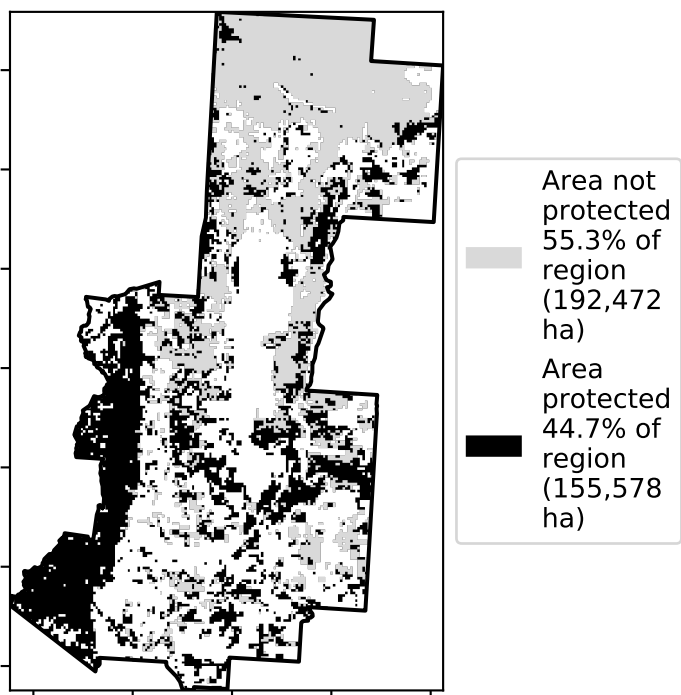 Area not
protected
55.3% of
region
(192,472
ha)
Area
protected
44.7% of
region
(155,578
ha)